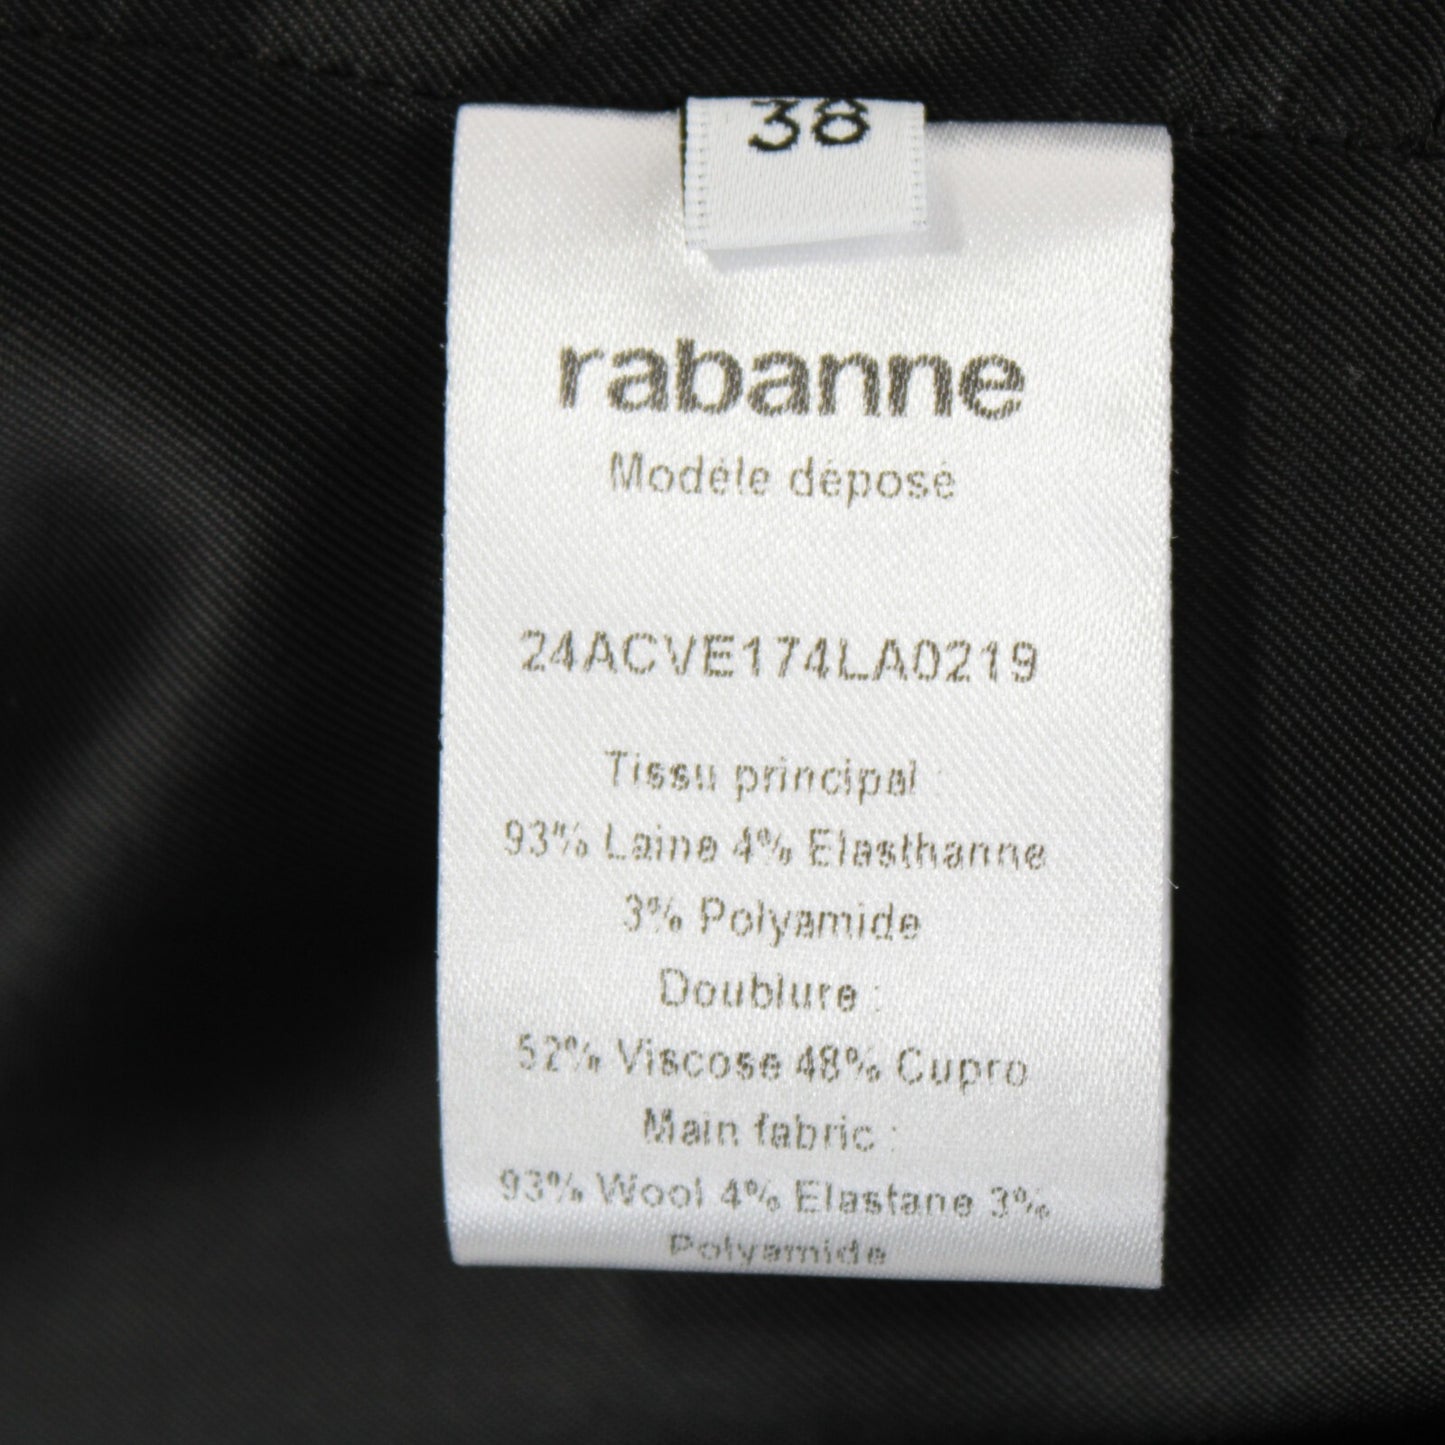 38
rabanne
Modèle déposé
24ACVE174LA0219
Tissu principal :
93% Laine 4% Elasthanne
3% Polyamide
Doublure :
52% Viscose 48% Cupro
Main fabric :
93% Wool 4% Elastane 3%
Polyamide